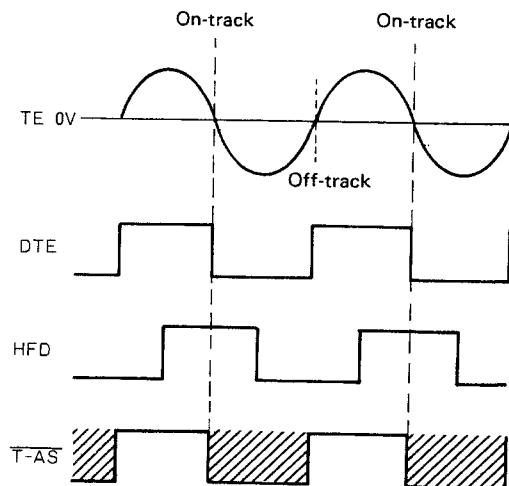 On-track On-track
TE 0V
Off-track
DTE
HFD
T-AS